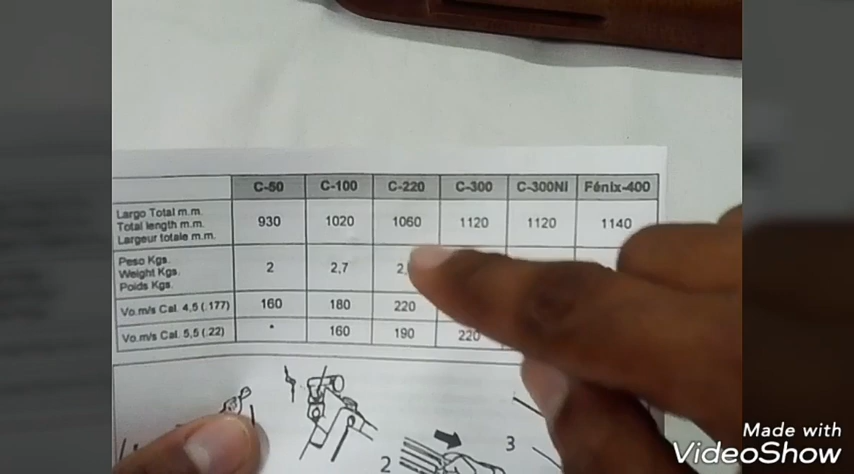 C-50 C-100 C-220 C-300 C-300NI Fénix-400
Largo Total m.m.
Total length m.m. 930 1020 1060 1120 1120 1140
Largeur totale m.m.
Peso Kgs.
Weight Kgs. 2 2,7 2,
Poids Kgs.
Vo.m/s Cal. 4,5 (.177) 160 180 220
Vo.m/s Cal. 5,5 (.22) * 160 190 220
2 3
Made with
VideoShow